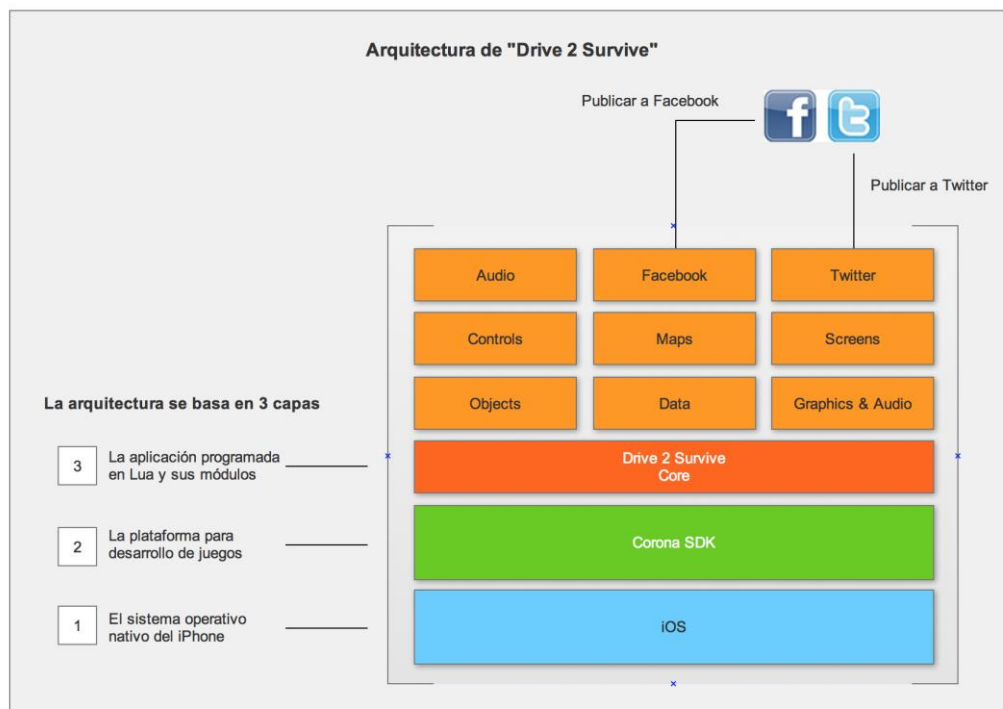 Arquitectura de "Drive 2 Survive"
Publicar a Facebook
f
t
Publicar a Twitter
Audio
Facebook
Twitter
Controls
Maps
Screens
La arquitectura se basa en 3 capas
Objects
Data
Graphics & Audio
3
La aplicación programada
en Lua y sus módulos
Drive 2 Survive
Core
2
La plataforma para
desarrollo de juegos
Corona SDK
1
El sistema operativo
nativo del iPhone
iOS